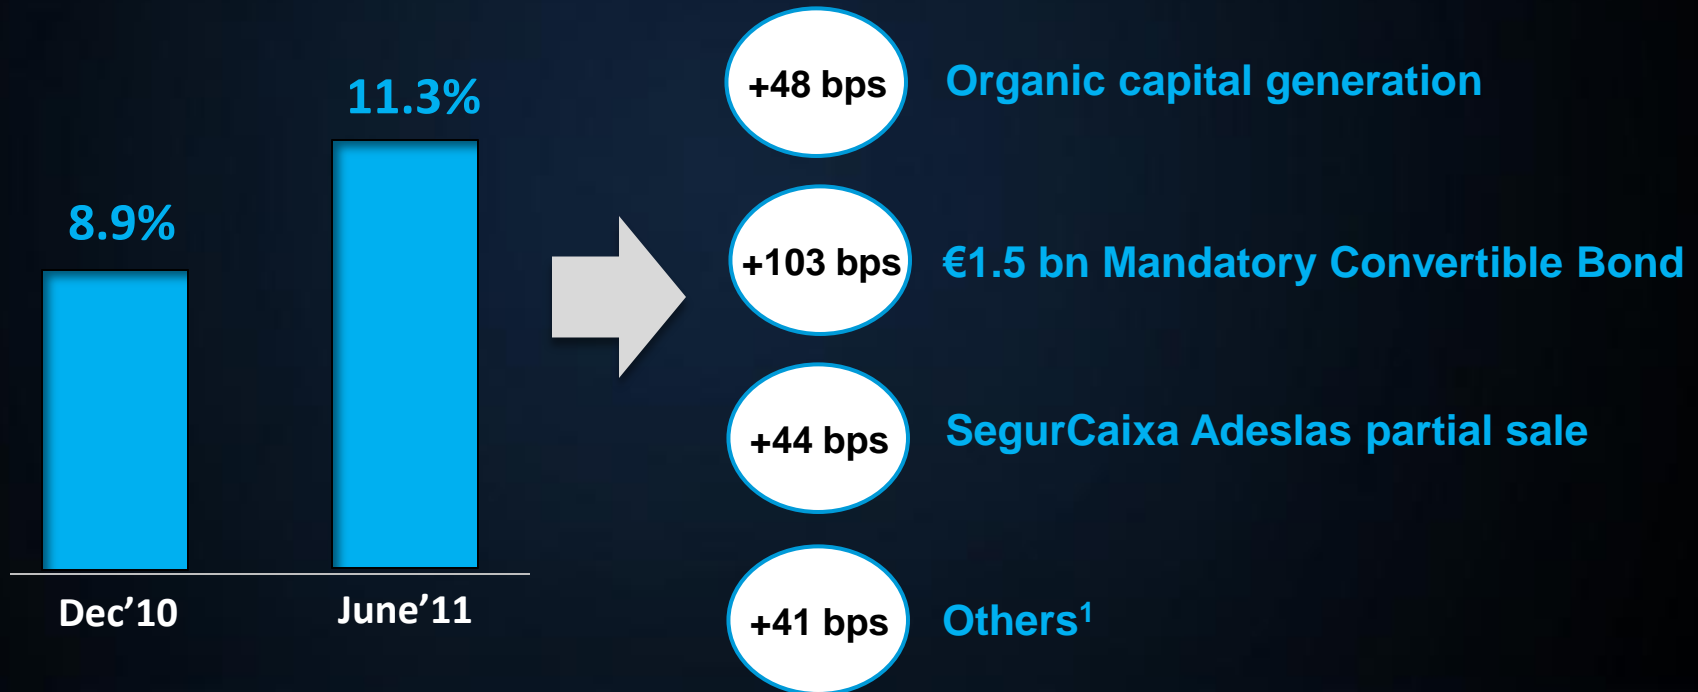 11.3%
8.9%
Dec’10
June’11
+48 bps
Organic capital generation
+103 bps
€1.5 bn Mandatory Convertible Bond
+44 bps
SegurCaixa Adeslas partial sale
+41 bps
Others¹